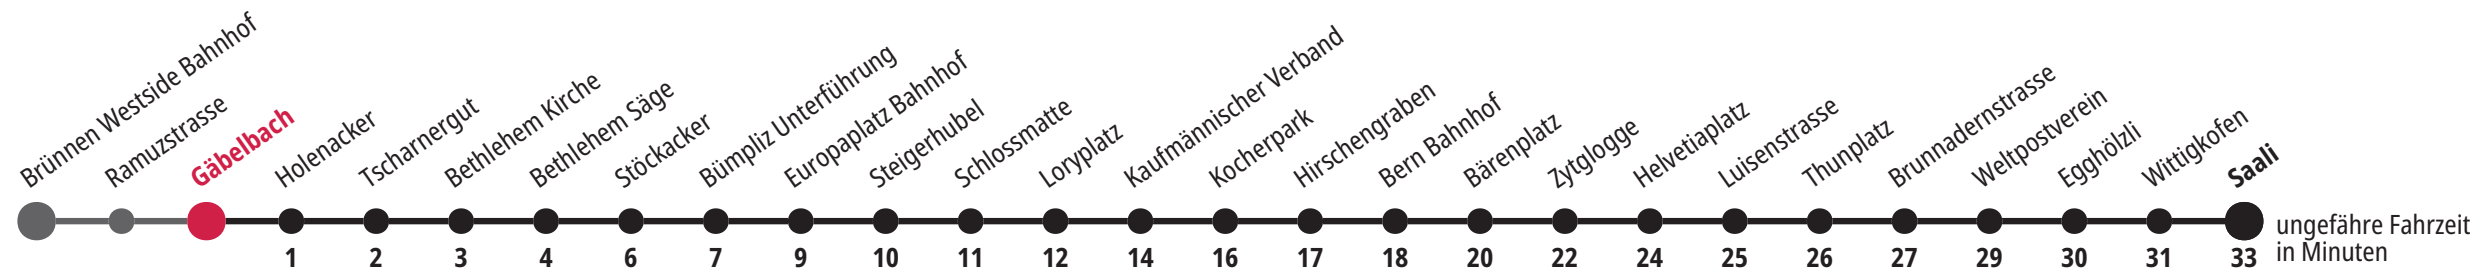 Brünnen Westside Bahnhof
Ramuzstrasse
Gäbelbach
Holenacker
Tscharnergut
Bethlehem Kirche
Bethlehem Säge
Stöckacker
Bümpliz Unterführung
Europaplatz Bahnhof
Steigerhubel
Schlossmatte
Loryplatz
Kaufmännischer Verband
Kocherpark
Hirschengraben
Bern Bahnhof
Bärenplatz
Zytglogge
Helvetiaplatz
Luisenstrasse
Thunplatz
Brunnadernstrasse
Weltpostverein
Egghölzli
Wittigkofen
Saali
1 2 3 4 6 7 9 10 11 12 14 16 17 18 20 22 24 25 26 27 29 30 31 33
ungefähre Fahrzeit
in Minuten